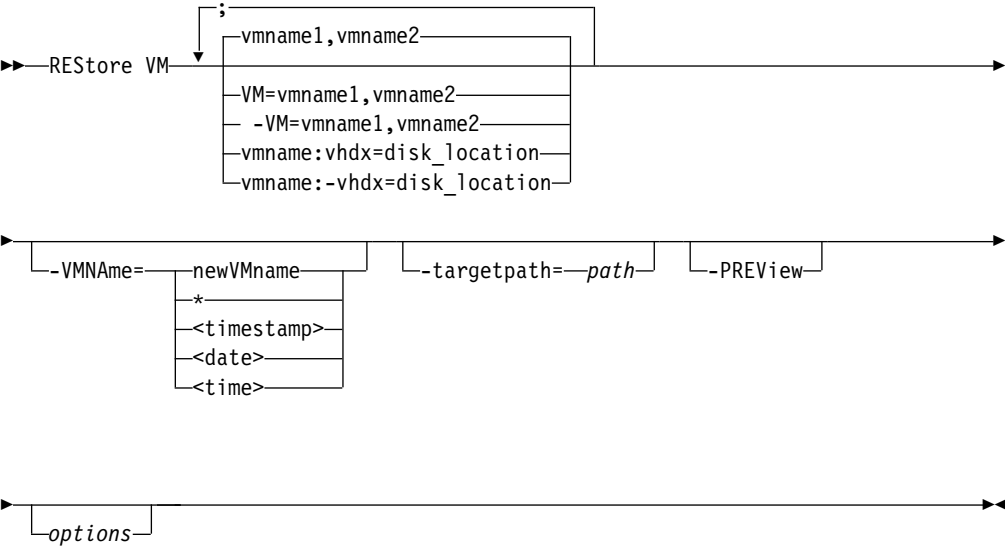 ;
vmname1,vmname2
REStore VM
VM=vmname1,vmname2
-VM=vmname1,vmname2
vmname:vhdx=disk_location
vmname:-vhdx=disk_location
-VMNAme= newVMname -targetpath= path -PREView
*
<timestamp>
<date>
<time>
options